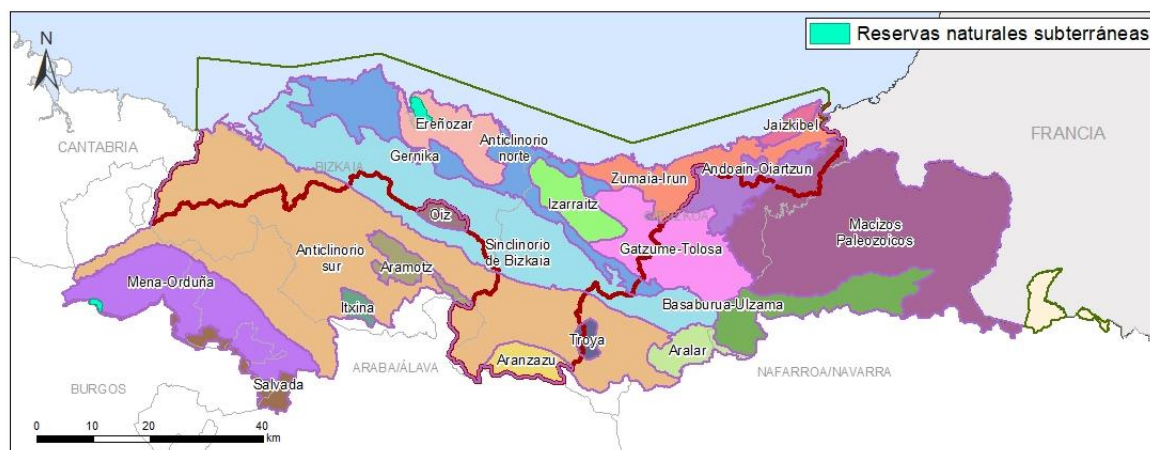 Reservas naturales subterráneas
N
CANTABRIA
FRANCIA
Ereñozar
Jaizkibel
Anticlinorio
norte
Gernika
BIZKAIA
Andoain-Oiartzun
Zumaia-Irun
Izarraitz
Oiz
Macizos
Paleozoicos
Gatzume-Tolosa
Anticlinorio
sur
Sinclinorio
de Bizkaia
Aramotz
Mena-Orduña
Itxina
Basaburua-Ulzama
Troya
Aralar
Aranzazu
ARABA/ÁLAVA
NAFARROA/NAVARRA
BURGOS
Salvada
0 10 20 40
km